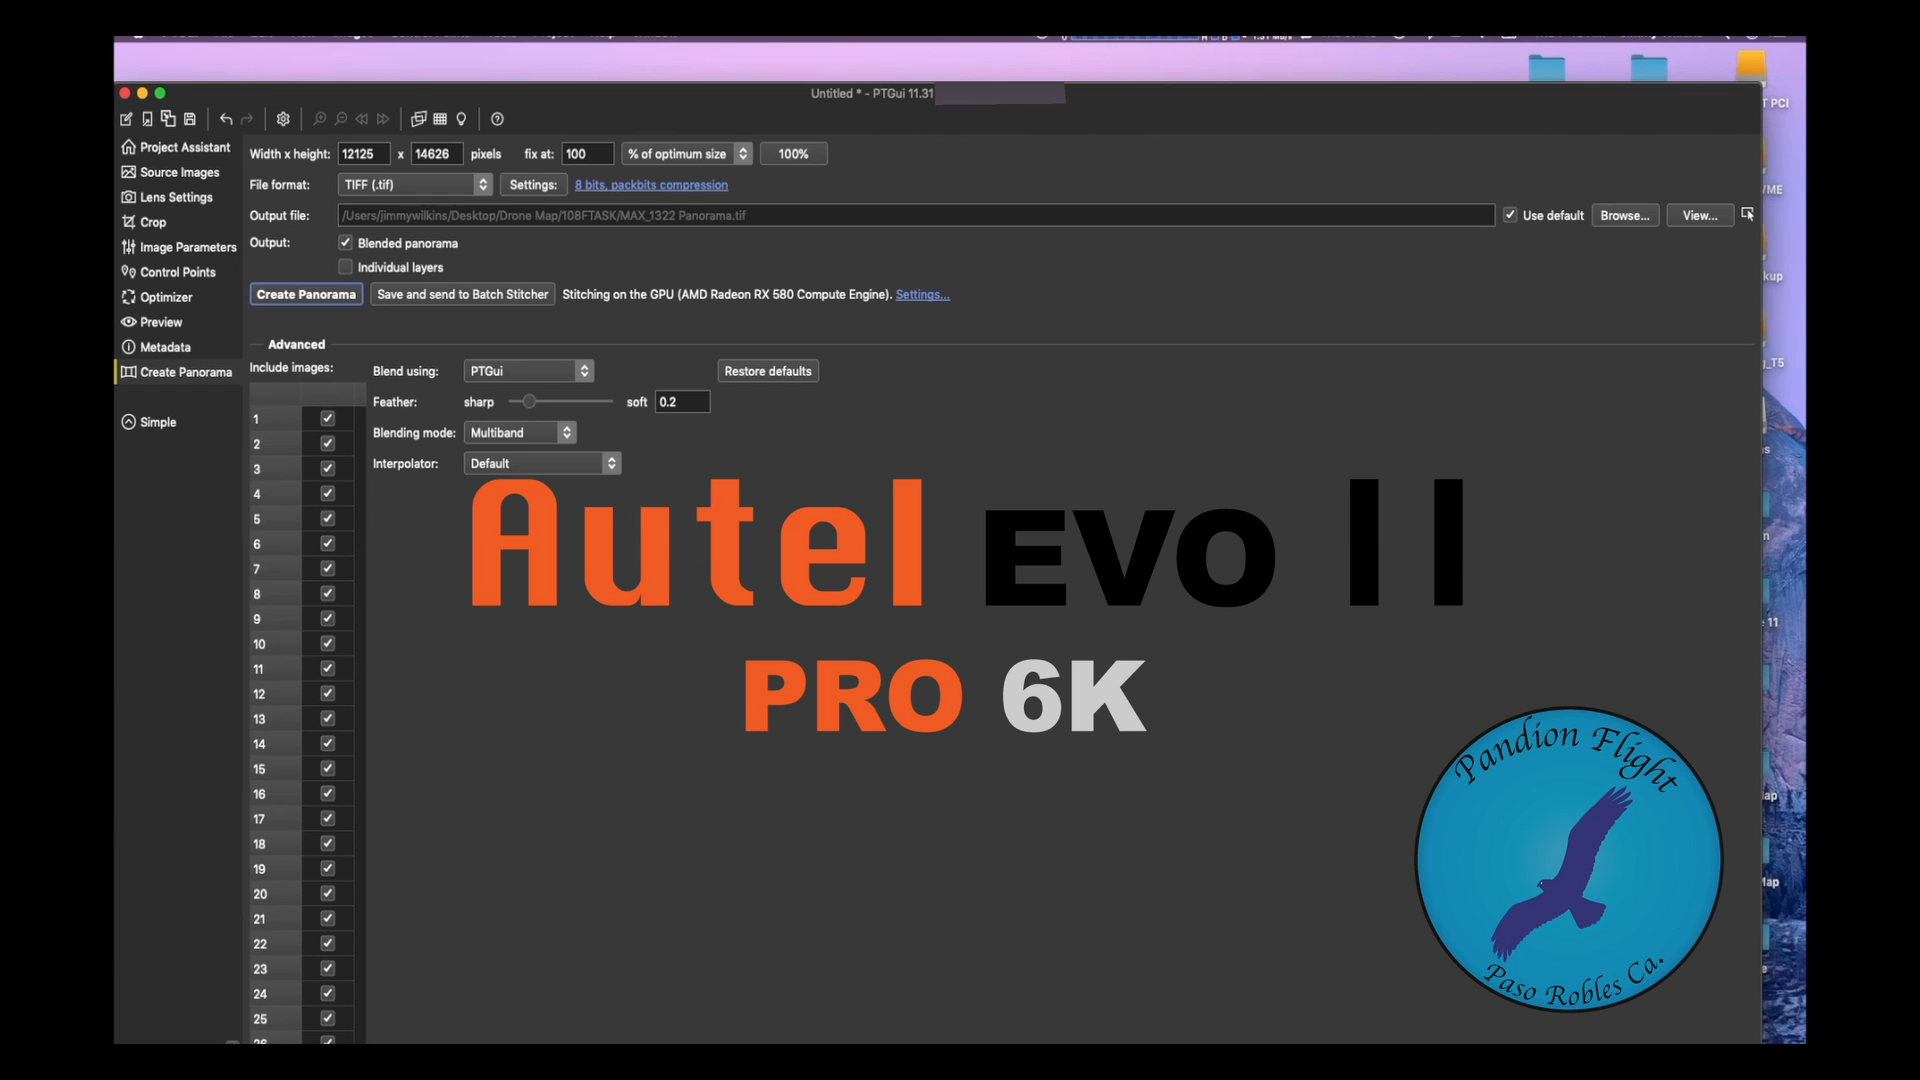 Untitled * - PTGui 11.31
Width x height: 12125 x 14626 pixels fix at: 100 % of optimum size 100%
File format: TIFF (.tif) Settings: 8 bits, packbits compression
Output file: /Users/jimmywilkins/Desktop/Drone Map/108FTASK/MAX_1322 Panorama.tif Use default Browse... View...
Output: Blended panorama
Individual layers
Create Panorama Save and send to Batch Stitcher Stitching on the GPU (AMD Radeon RX 580 Compute Engine). Settings...
Project Assistant
Source Images
Lens Settings
Crop
Image Parameters
Control Points
Optimizer
Preview
Metadata
Create Panorama
Simple
Advanced
Include images:
Blend using: PTGui Restore defaults
Feather: sharp soft 0.2
Blending mode: Multiband
Interpolator: Default
1
2
3
4
5
6
7
8
9
10
11
12
13
14
15
16
17
18
19
20
21
22
23
24
25
26
Autel EVO II
PRO 6K
Pandion Flight
Paso Robles Ca.
T PCI
_T5
11